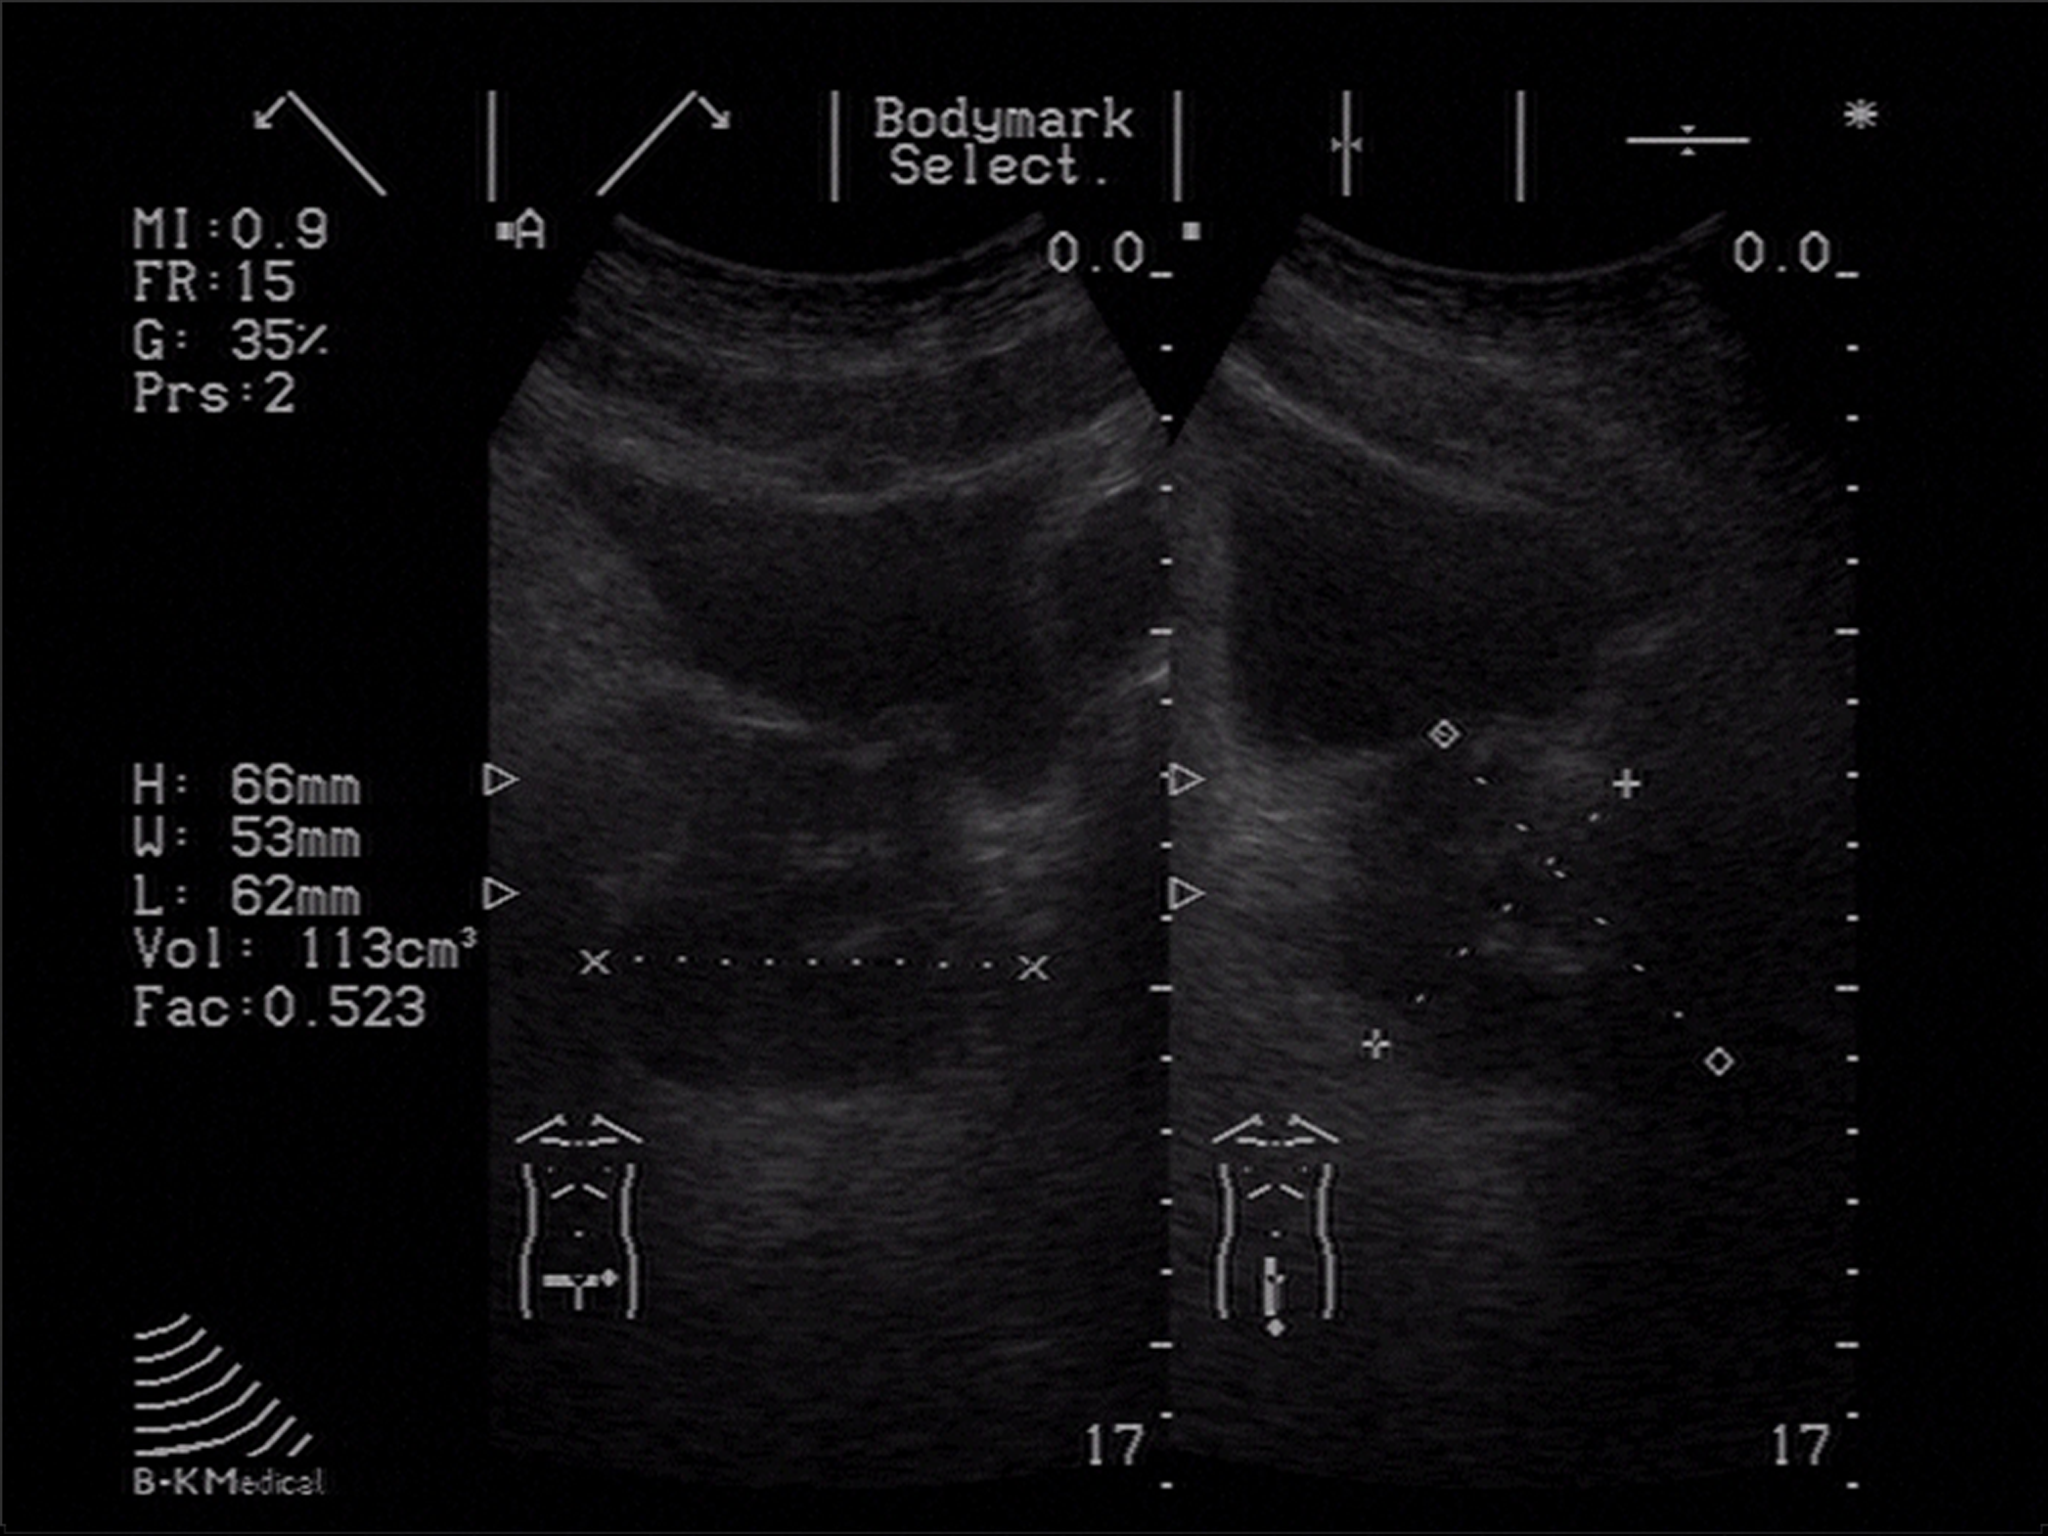 Bodymark
Select.
MI:0.9
FR:15
G: 35%
Prs:2
A
0.0
0.0
H: 66mm
W: 53mm
L: 62mm
Vol: 113cm³
Fac:0.523
17
17
B-K Medical